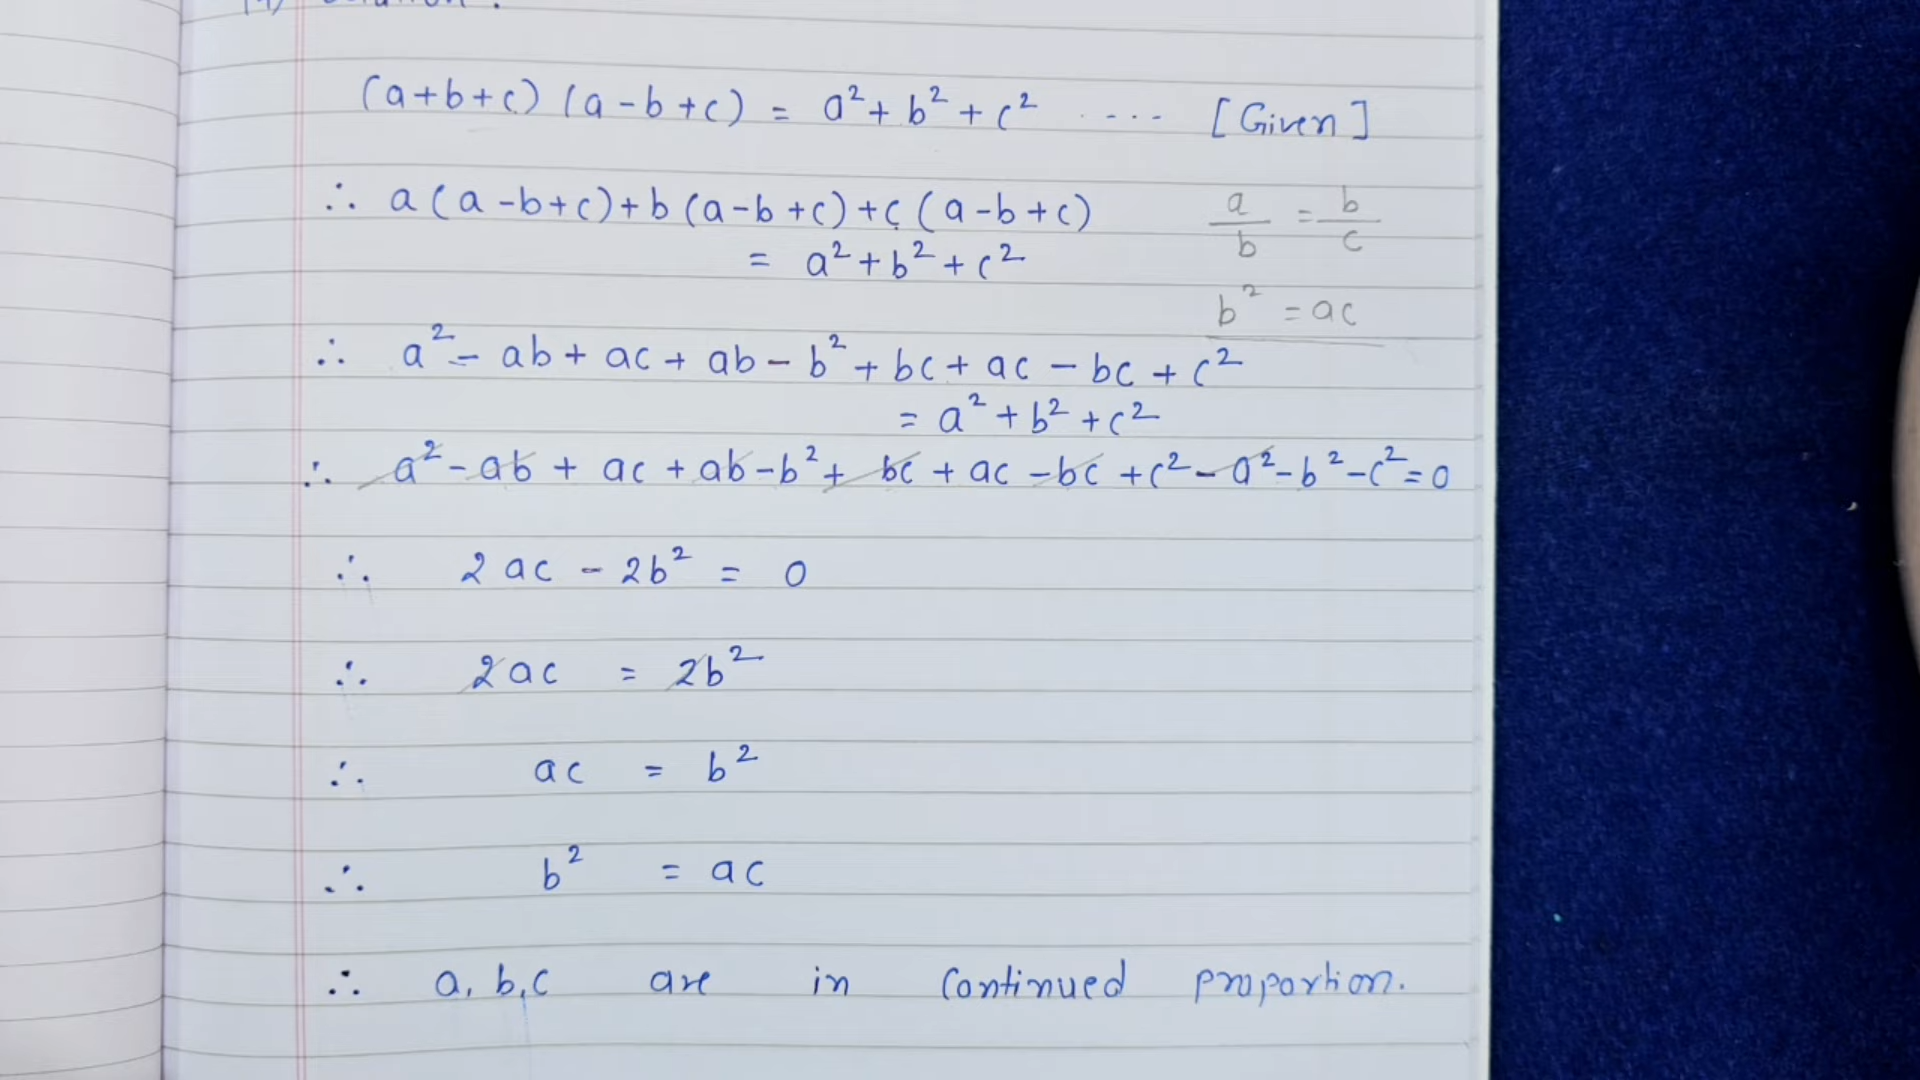 (a+b+c) (a-b+c) = a²+b²+c² ..... [Given]
∴ a(a-b+c)+b(a-b+c)+c(a-b+c)
= a²+b²+c²
a/b = b/c
b² = ac
∴ a²-ab+ac+ab-b²+bc+ac-bc+c²
= a²+b²+c²
∴ a²-ab+ac+ab-b²+bc+ac-bc+c²-a²-b²-c²=0
∴ 2ac-2b² = 0
∴ 2ac = 2b²
∴ ac = b²
∴ b² = ac
∴ a, b, c are in Continued proportion.